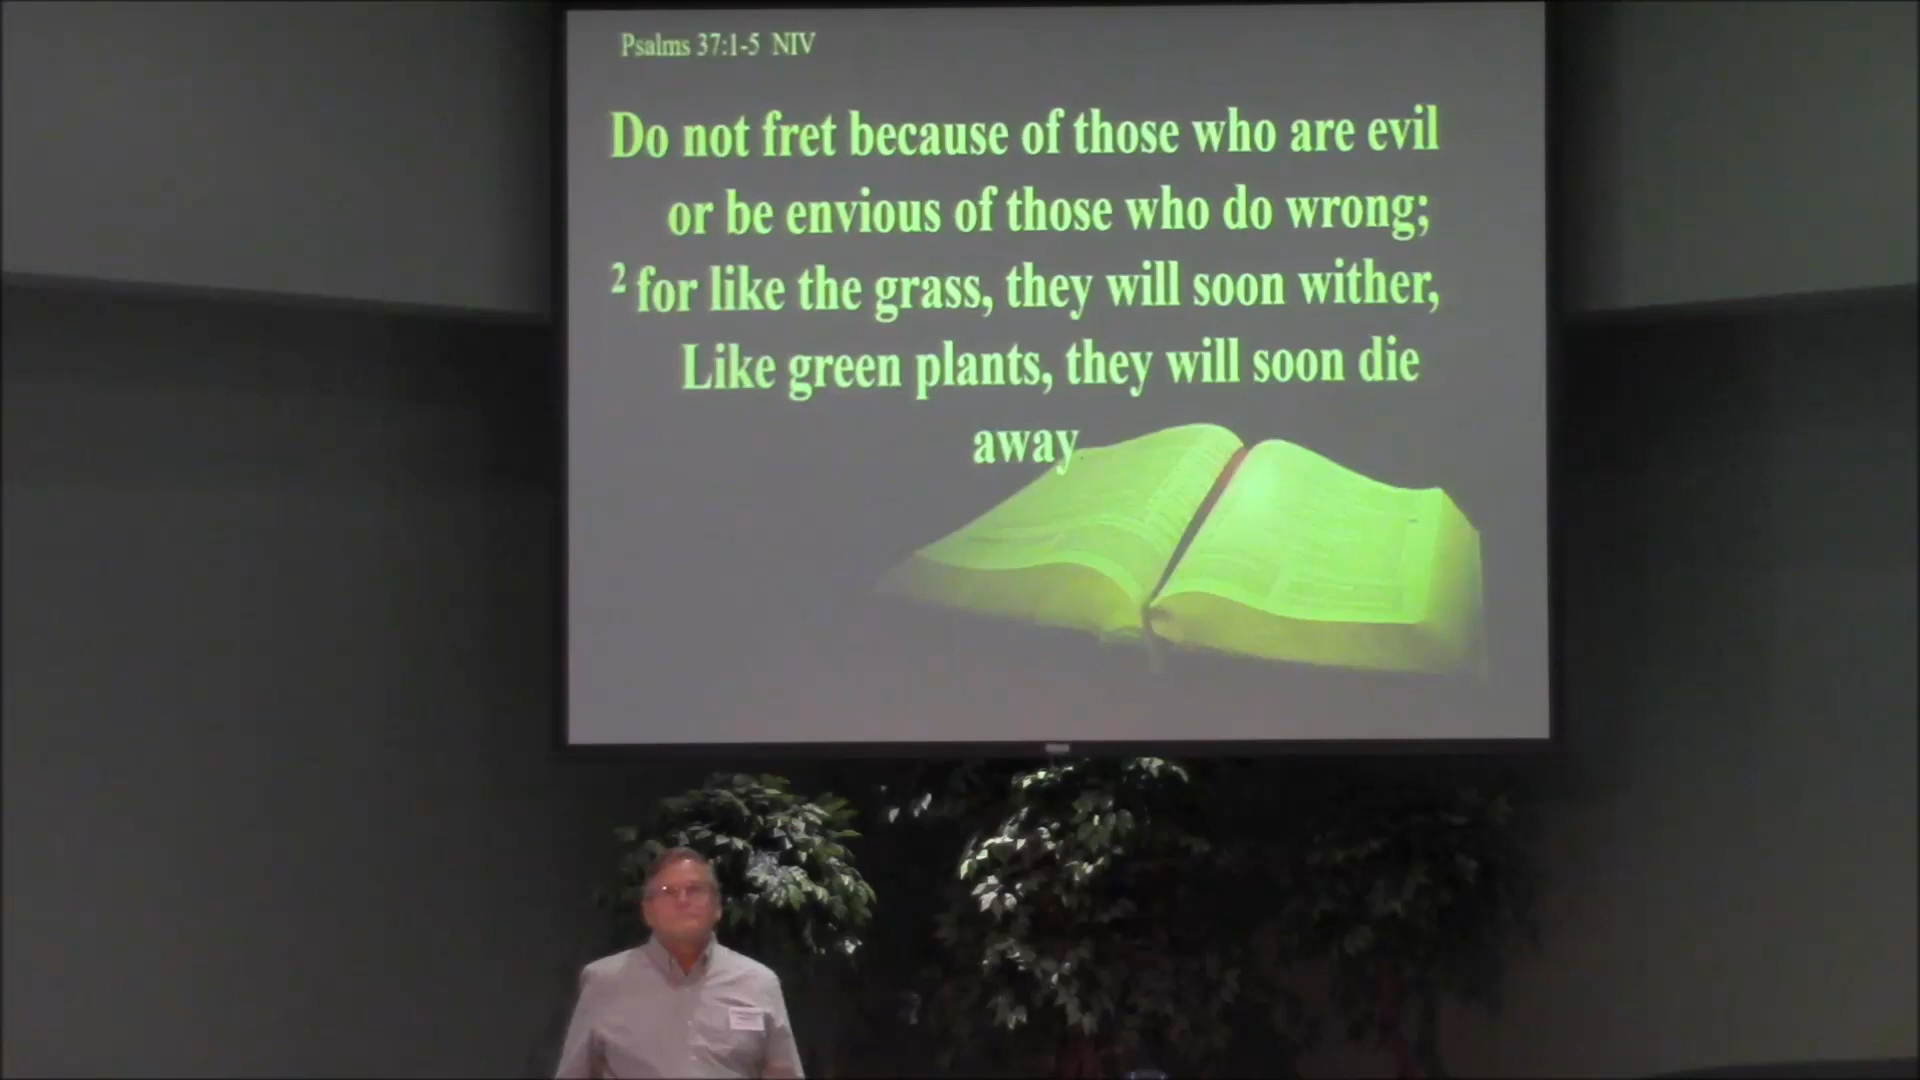 Psalms 37:1-5 NIV
Do not fret because of those who are evil
or be envious of those who do wrong;
2 for like the grass, they will soon wither,
Like green plants, they will soon die
away